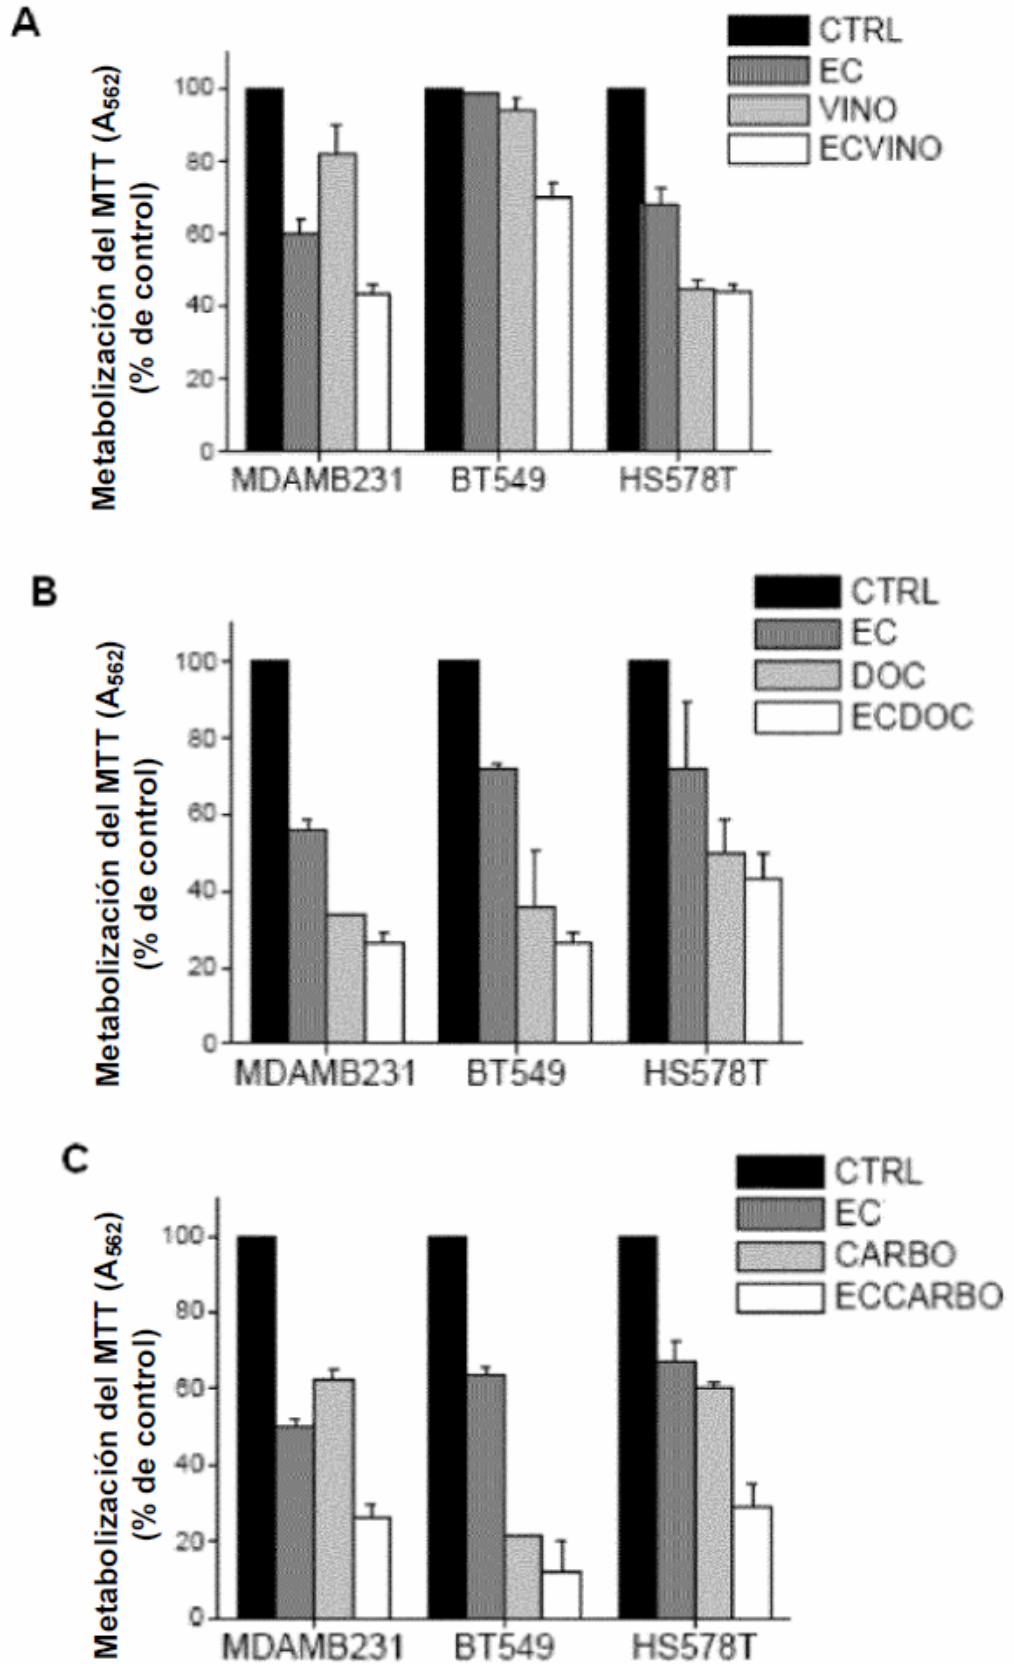 A
CTRL
EC
VINO
ECVINO
Metabolización del MTT (A562)
(% de control)
100
80
60
40
20
0
MDAMB231 BT549 HS578T
B
CTRL
EC
DOC
ECDOC
Metabolización del MTT (A562)
(% de control)
100
80
60
40
20
0
MDAMB231 BT549 HS578T
C
CTRL
EC
CARBO
ECCARBO
Metabolización del MTT (A562)
(% de control)
100
80
60
40
20
0
MDAMB231 BT549 HS578T